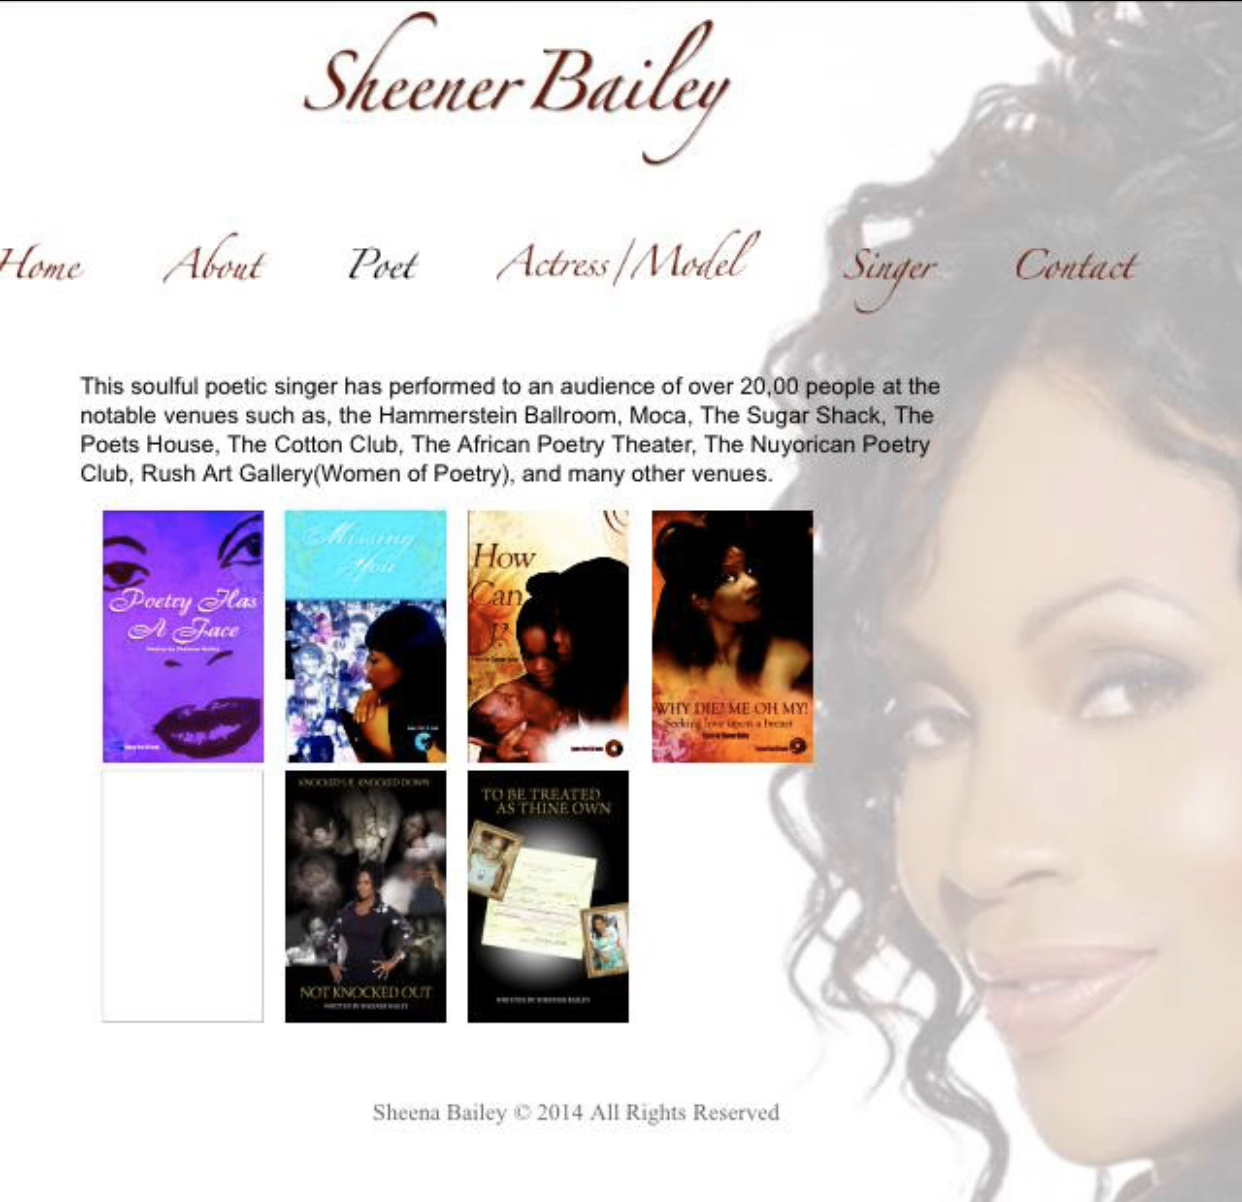 Sheener Bailey
Home About Poet Actress/Model Singer Contact
This soulful poetic singer has performed to an audience of over 20,00 people at the
notable venues such as, the Hammerstein Ballroom, Moca, The Sugar Shack, The
Poets House, The Cotton Club, The African Poetry Theater, The Nuyorican Poetry
Club, Rush Art Gallery(Women of Poetry), and many other venues.
Poetry Has
A Face
Missing
You
How
Can
I?
WHY DIE? ME OH MY!
Seeking love upon a breast
KNOCKED UP, KNOCKED DOWN
NOT KNOCKED OUT
TO BE TREATED
AS THINE OWN
Sheena Bailey © 2014 All Rights Reserved